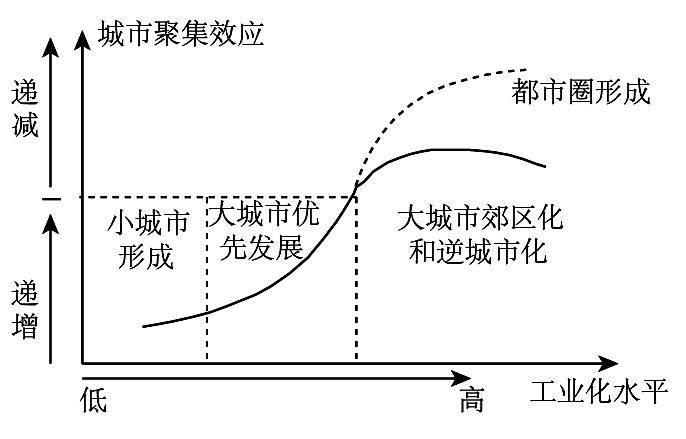 城市聚集效应
递减
都市圈形成
小城市
形成
大城市优
先发展
大城市郊区化
和逆城市化
递增
低
高
工业化水平